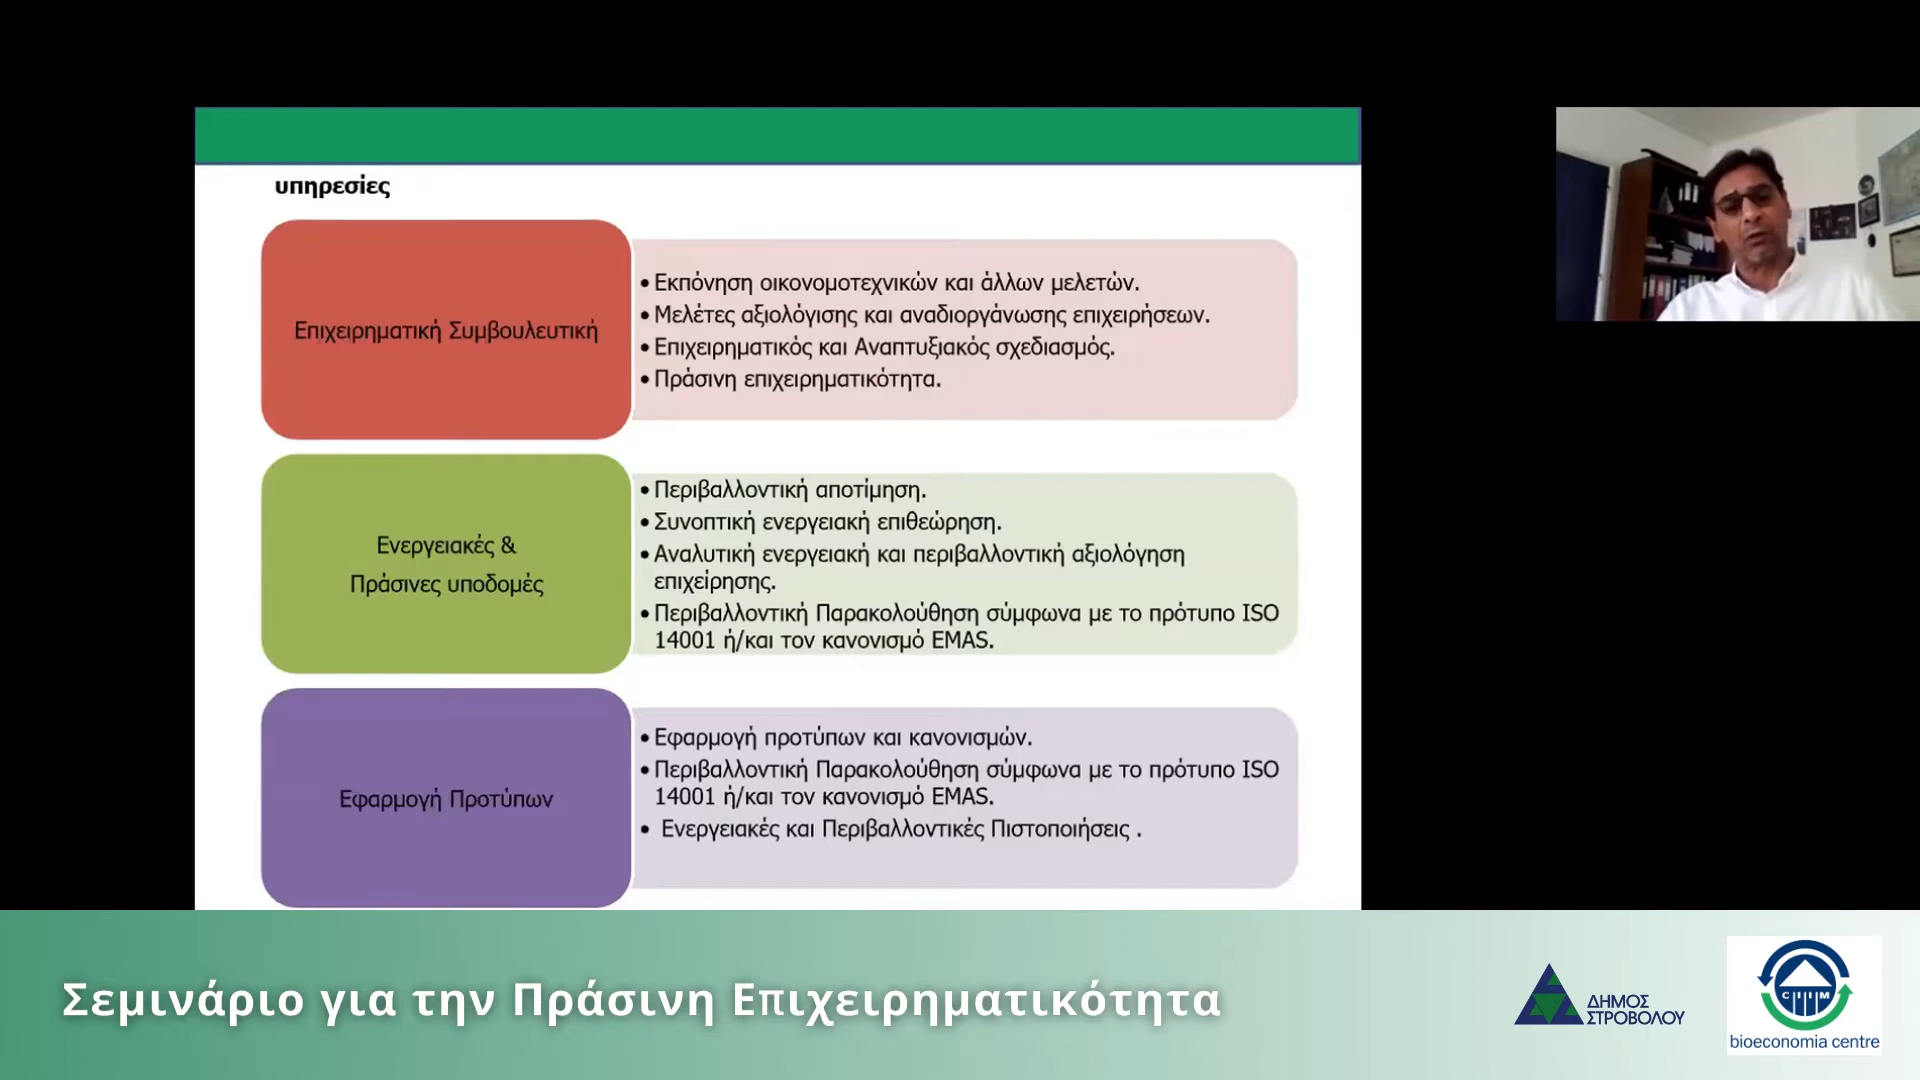 υπηρεσίες
Επιχειρηματική Συμβουλευτική
• Εκπόνηση οικονομοτεχνικών και άλλων μελετών.
• Μελέτες αξιολόγισης και αναδιοργάνωσης επιχειρήσεων.
• Επιχειρηματικός και Αναπτυξιακός σχεδιασμός.
• Πράσινη επιχειρηματικότητα.
Ενεργειακές &
Πράσινες υποδομές
• Περιβαλλοντική αποτίμηση.
• Συνοπτική ενεργειακή επιθεώρηση.
• Αναλυτική ενεργειακή και περιβαλλοντική αξιολόγηση
επιχείρησης.
• Περιβαλλοντική Παρακολούθηση σύμφωνα με το πρότυπο ISO
14001 ή/και τον κανονισμό EMAS.
Εφαρμογή Προτύπων
• Εφαρμογή προτύπων και κανονισμών.
• Περιβαλλοντική Παρακολούθηση σύμφωνα με το πρότυπο ISO
14001 ή/και τον κανονισμό EMAS.
• Ενεργειακές και Περιβαλλοντικές Πιστοποιήσεις .
Σεμινάριο για την Πράσινη Επιχειρηματικότητα
ΔΗΜΟΣ
ΣΤΡΟΒΟΛΟΥ
CIIM
bioeconomia centre